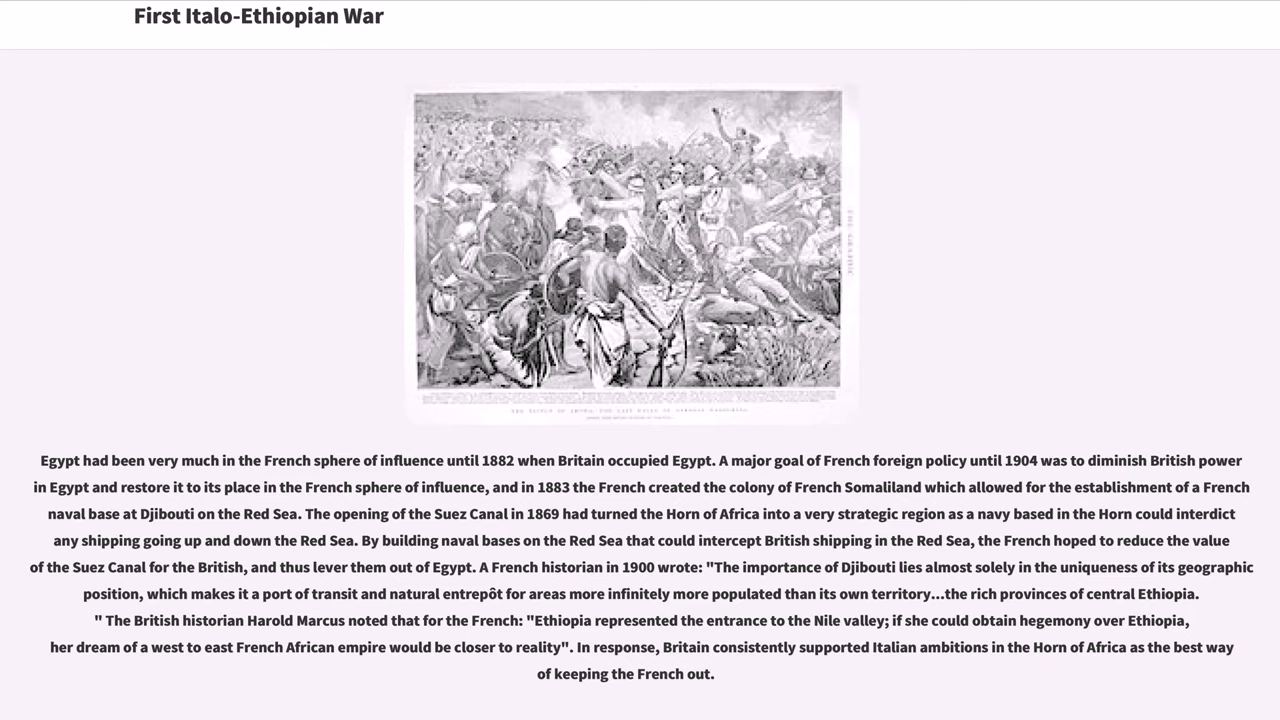 First Italo-Ethiopian War
Egypt had been very much in the French sphere of influence until 1882 when Britain occupied Egypt. A major goal of French foreign policy until 1904 was to diminish British power
in Egypt and restore it to its place in the French sphere of influence, and in 1883 the French created the colony of French Somaliland which allowed for the establishment of a French
naval base at Djibouti on the Red Sea. The opening of the Suez Canal in 1869 had turned the Horn of Africa into a very strategic region as a navy based in the Horn could interdict
any shipping going up and down the Red Sea. By building naval bases on the Red Sea that could intercept British shipping in the Red Sea, the French hoped to reduce the value
of the Suez Canal for the British, and thus lever them out of Egypt. A French historian in 1900 wrote: "The importance of Djibouti lies almost solely in the uniqueness of its geographic
position, which makes it a port of transit and natural entrepôt for areas more infinitely more populated than its own territory...the rich provinces of central Ethiopia.
" The British historian Harold Marcus noted that for the French: "Ethiopia represented the entrance to the Nile valley; if she could obtain hegemony over Ethiopia,
her dream of a west to east French African empire would be closer to reality". In response, Britain consistently supported Italian ambitions in the Horn of Africa as the best way
of keeping the French out.